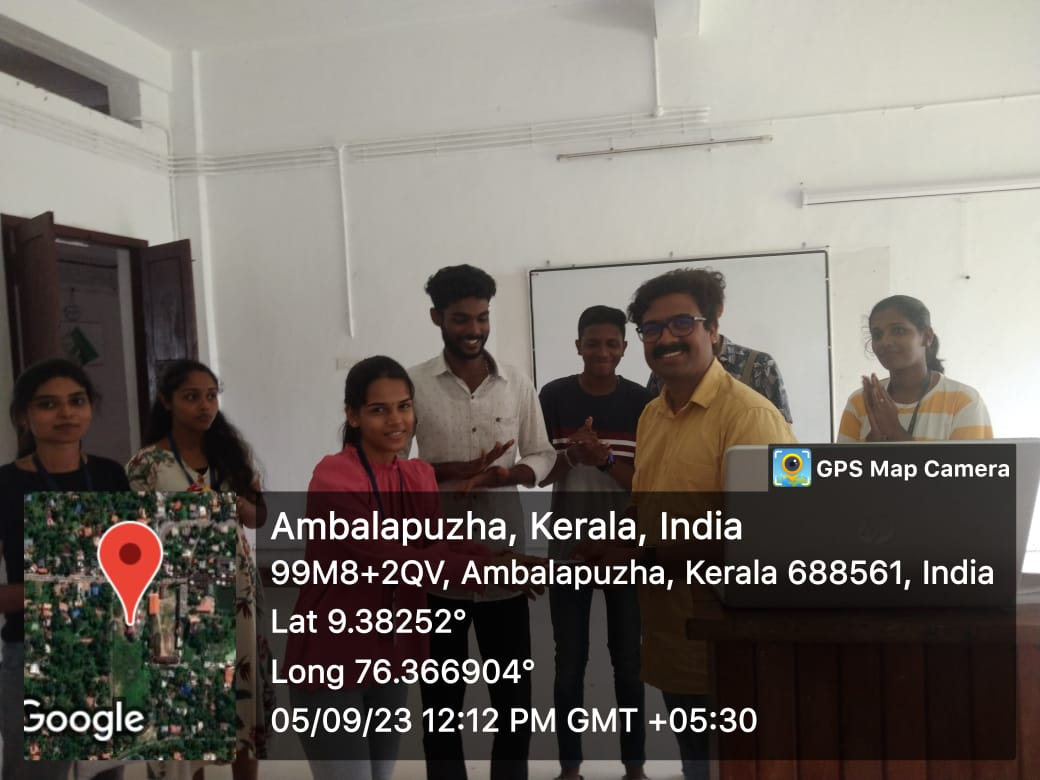 GPS Map Camera
Ambalapuzha, Kerala, India
99M8+2QV, Ambalapuzha, Kerala 688561, India
Lat 9.38252°
Long 76.366904°
05/09/23 12:12 PM GMT +05:30
Google